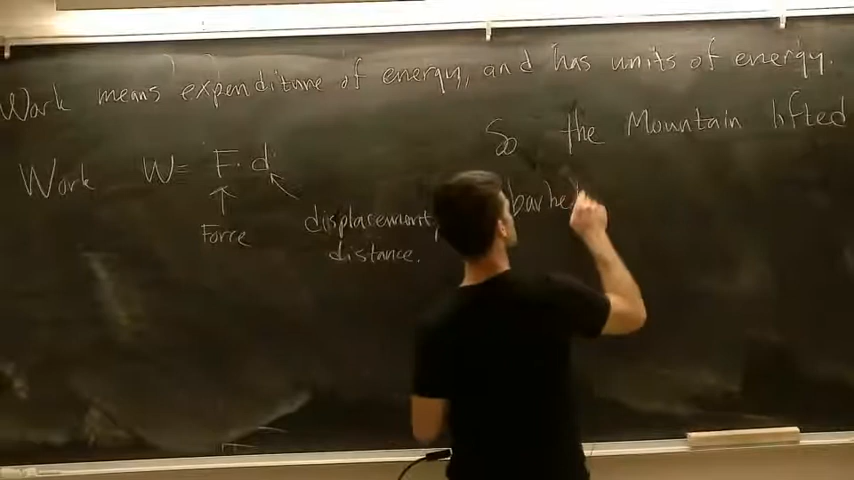 Work means expenditure of energy, and has units of energy.
Work W = F · d
Force
displacement,
distance.
So the Mountain lifted
barbe